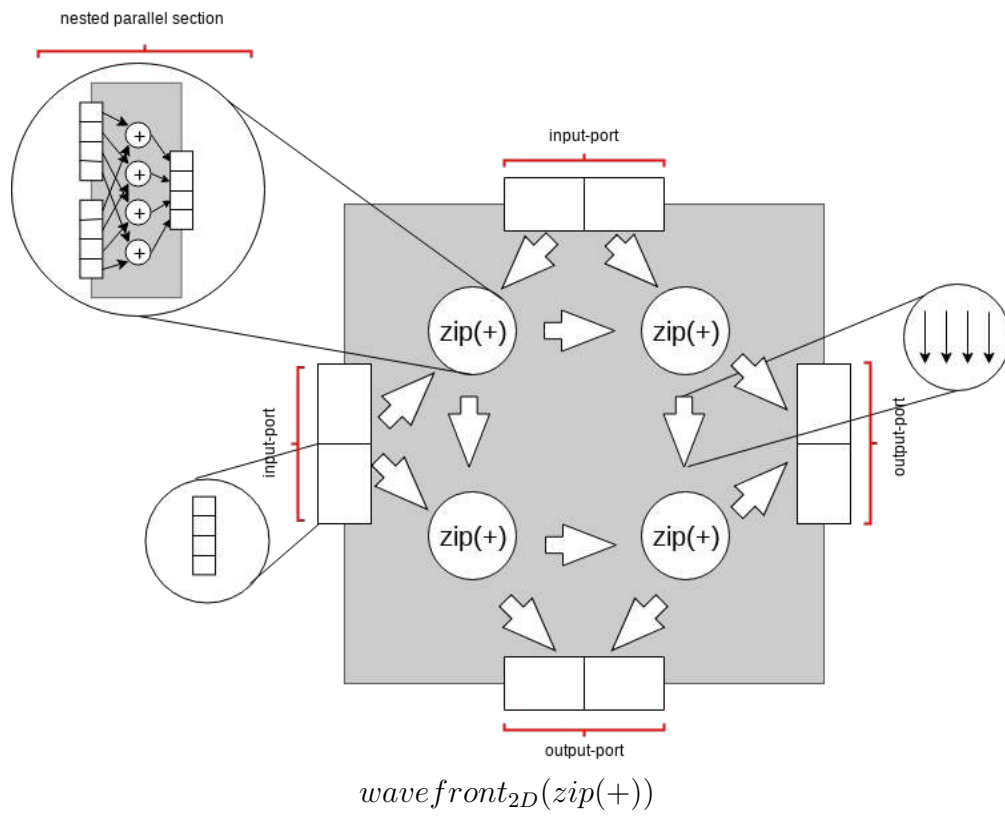 nested parallel section
+
+
+
+
input-port
zip(+)
zip(+)
input-port
output-port
zip(+)
zip(+)
output-port
wavefront2D(zip(+))